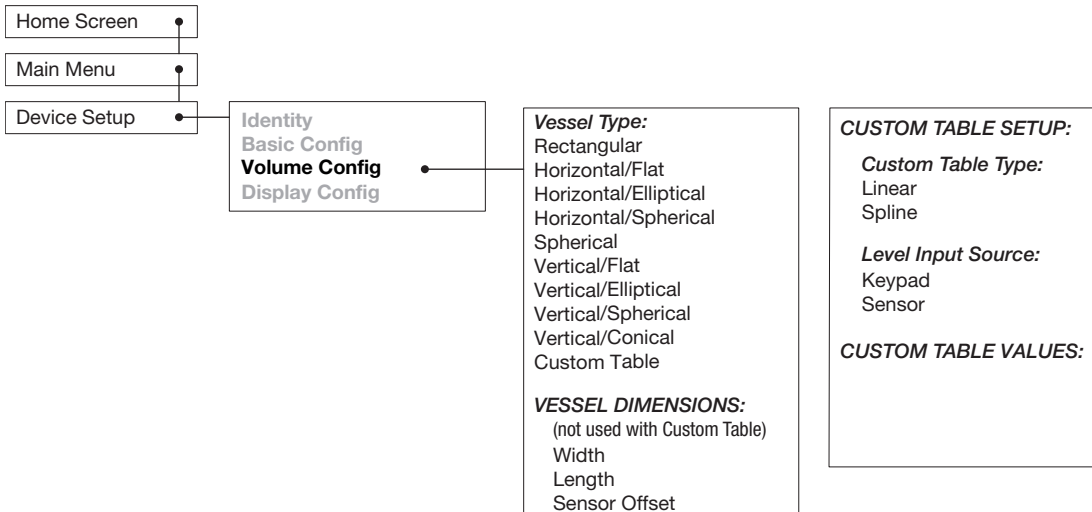 Home Screen
Main Menu
Device Setup
Identity
Basic Config
Volume Config
Display Config
Vessel Type:
Rectangular
Horizontal/Flat
Horizontal/Elliptical
Horizontal/Spherical
Spherical
Vertical/Flat
Vertical/Elliptical
Vertical/Spherical
Vertical/Conical
Custom Table
VESSEL DIMENSIONS:
(not used with Custom Table)
Width
Length
Sensor Offset
CUSTOM TABLE SETUP:
Custom Table Type:
Linear
Spline
Level Input Source:
Keypad
Sensor
CUSTOM TABLE VALUES: